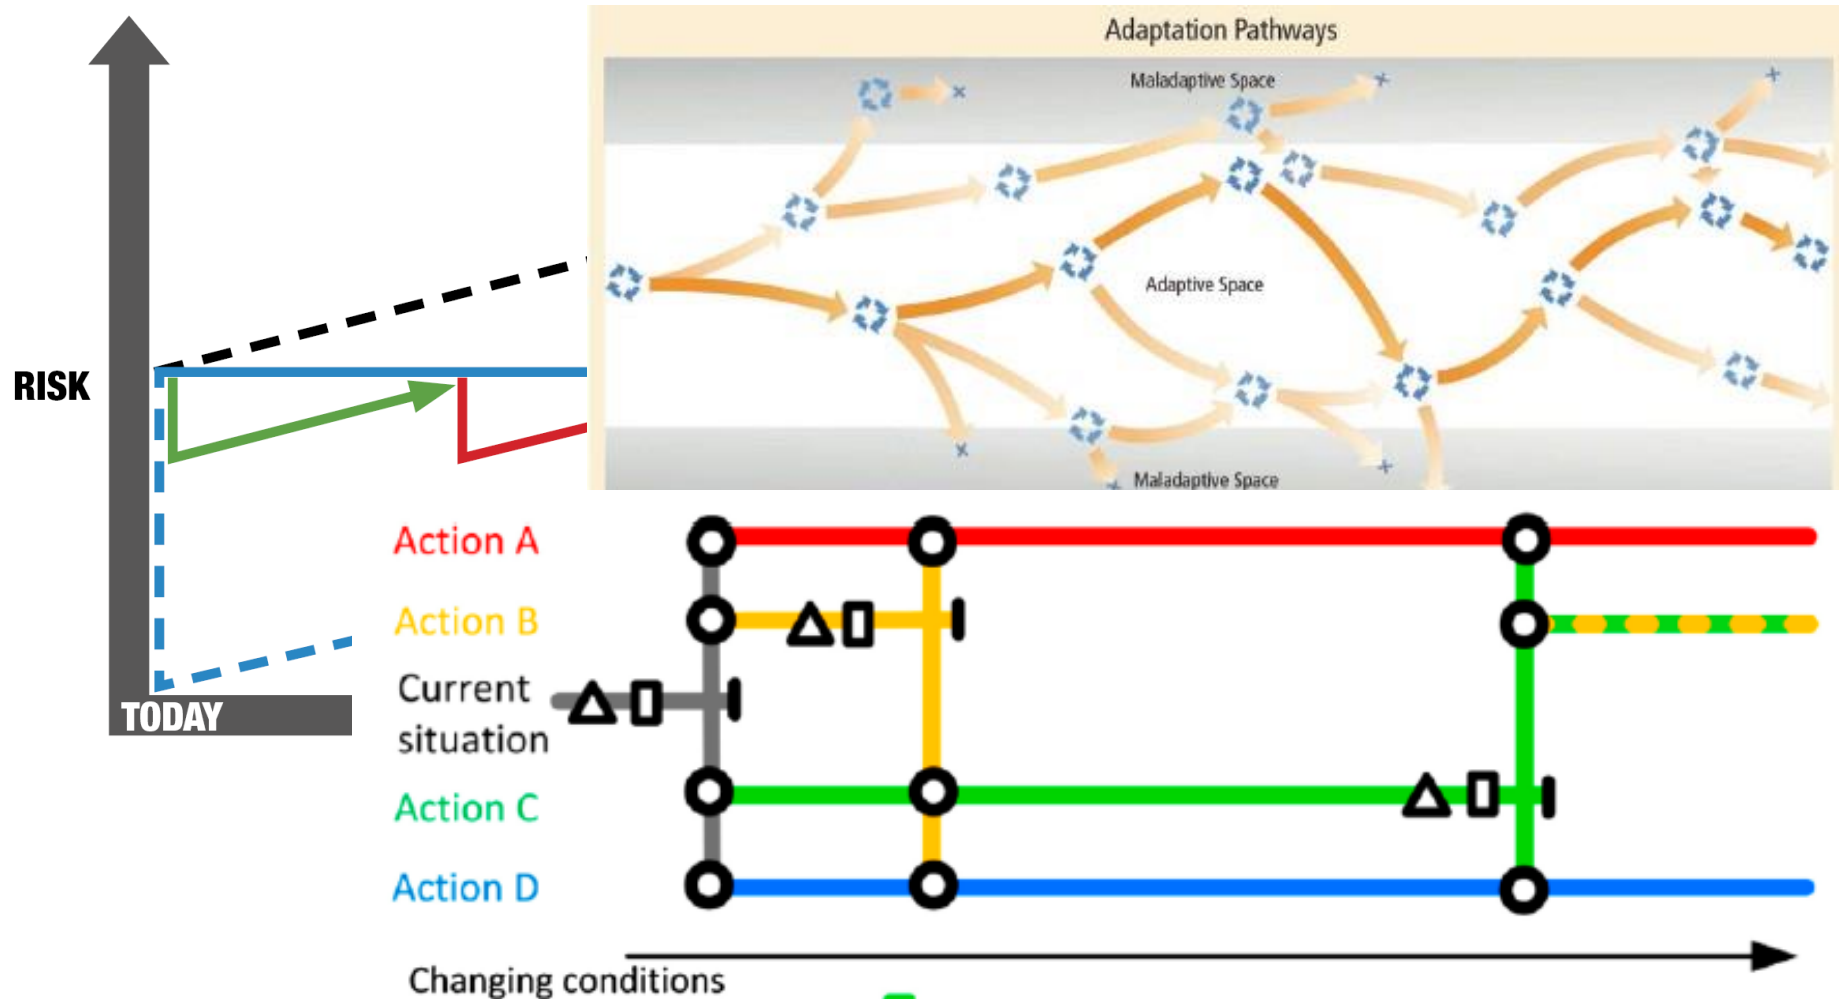 Adaptation Pathways
Maladaptive Space
Adaptive Space
Maladaptive Space
RISK
TODAY
Action A
Action B
Current
situation
Action C
Action D
Changing conditions